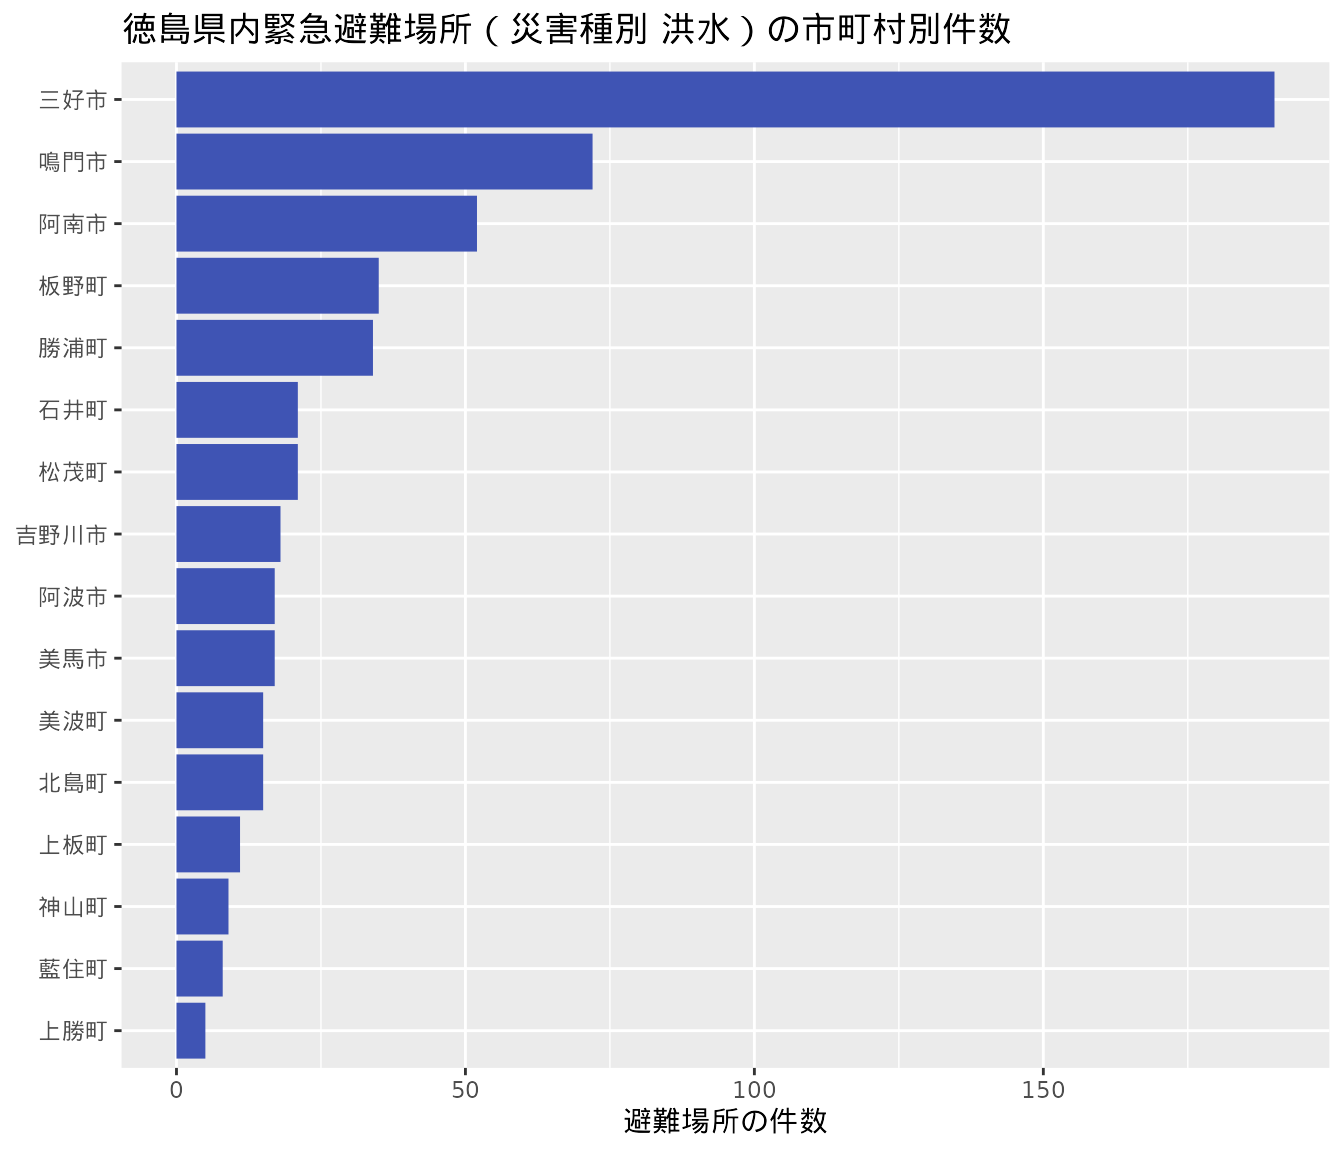 徳島県内緊急避難場所（災害種別 洪水）の市町村別件数
三好市
鳴門市
阿南市
板野町
勝浦町
石井町
松茂町
吉野川市
阿波市
美馬市
美波町
北島町
上板町
神山町
藍住町
上勝町
0 50 100 150
避難場所の件数